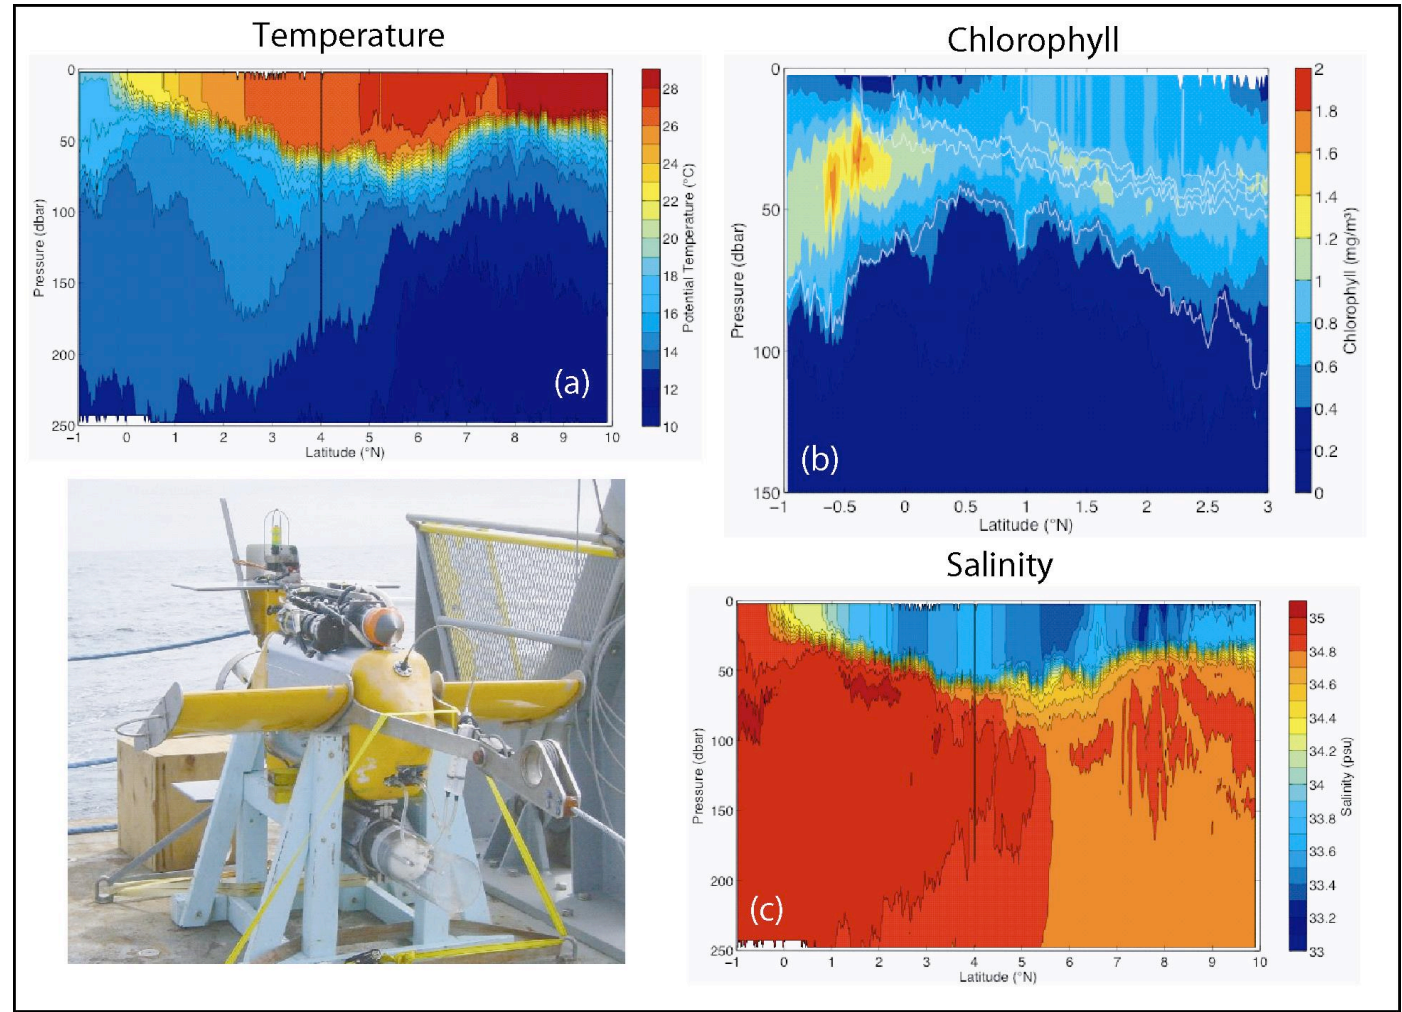 Temperature
0
50
100
150
200
250
Pressure (dbar)
-1 0 1 2 3 4 5 6 7 8 9 10
Latitude (°N)
(a)
28
26
24
22
20
18
16
14
12
10
Potential Temperature (°C)
Chlorophyll
0
50
100
150
Pressure (dbar)
-1 -0.5 0 0.5 1 1.5 2 2.5 3
Latitude (°N)
(b)
2
1.8
1.6
1.4
1.2
1
0.8
0.6
0.4
0.2
0
Chlorophyll (mg/m³)
Salinity
0
50
100
150
200
250
Pressure (dbar)
-1 0 1 2 3 4 5 6 7 8 9 10
Latitude (°N)
(c)
35
34.8
34.6
34.4
34.2
34
33.8
33.6
33.4
33.2
33
Salinity (psu)